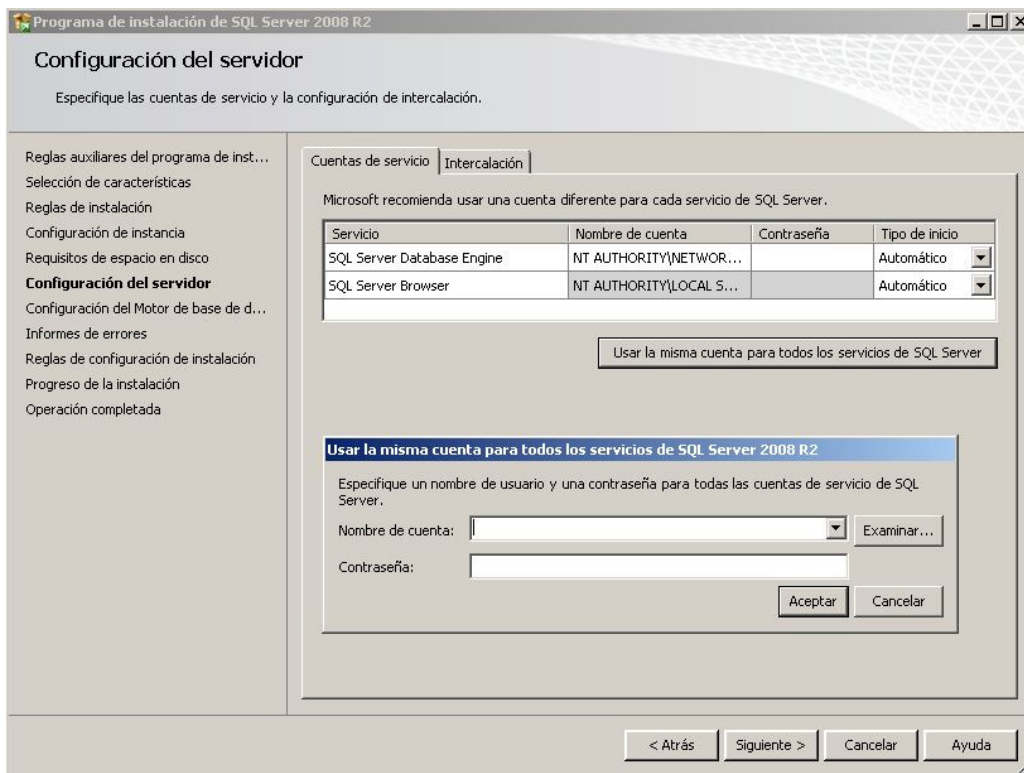 Programa de instalación de SQL Server 2008 R2
Configuración del servidor
Especifique las cuentas de servicio y la configuración de intercalación.
Reglas auxiliares del programa de inst...
Selección de características
Reglas de instalación
Configuración de instancia
Requisitos de espacio en disco
Configuración del servidor
Configuración del Motor de base de d...
Informes de errores
Reglas de configuración de instalación
Progreso de la instalación
Operación completada
Cuentas de servicio Intercalación
Microsoft recomienda usar una cuenta diferente para cada servicio de SQL Server.
Servicio Nombre de cuenta Contraseña Tipo de inicio
SQL Server Database Engine NT AUTHORITY\NETWOR... Automático
SQL Server Browser NT AUTHORITY\LOCAL S... Automático
Usar la misma cuenta para todos los servicios de SQL Server
Usar la misma cuenta para todos los servicios de SQL Server 2008 R2
Especifique un nombre de usuario y una contraseña para todas las cuentas de servicio de SQL
Server.
Nombre de cuenta: Examinar...
Contraseña:
Aceptar Cancelar
< Atrás Siguiente > Cancelar Ayuda